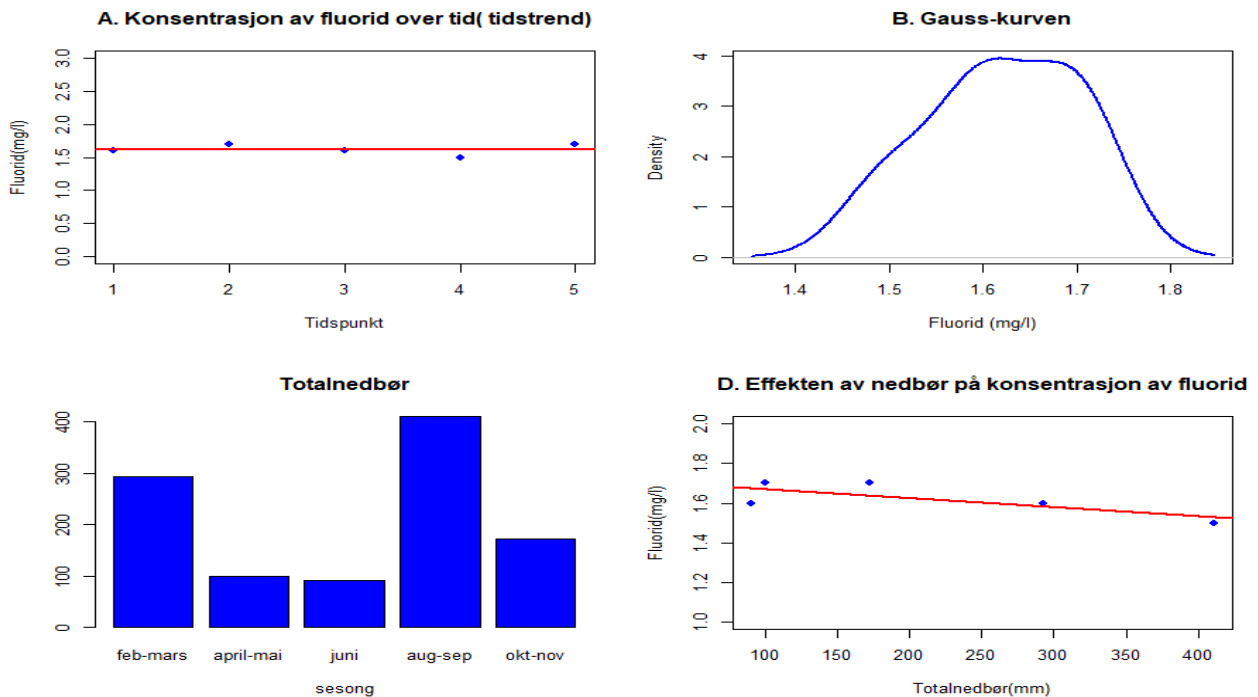 A. Konsentrasjon av fluorid over tid( tidstrend)
Fluorid(mg/l)
3.0
2.5
2.0
1.5
1.0
0.5
0.0
1 2 3 4 5
Tidspunkt
B. Gauss-kurven
Density
4
3
2
1
0
1.4 1.5 1.6 1.7 1.8
Fluorid (mg/l)
Totalnedbør
400
300
200
100
0
feb-mars april-mai juni aug-sep okt-nov
sesong
D. Effekten av nedbør på konsentrasjon av fluorid
Fluorid(mg/l)
2.0
1.8
1.6
1.4
1.2
1.0
100 150 200 250 300 350 400
Totalnedbør(mm)